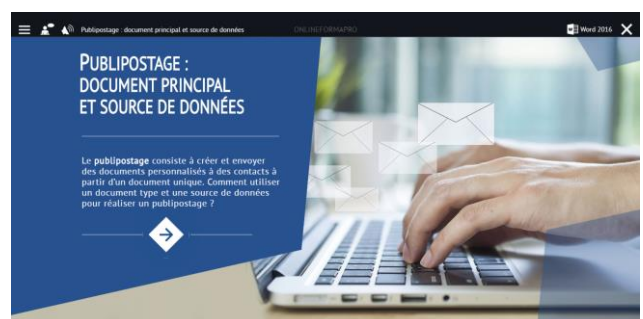 Publipostage : document principal et source de données
ONLINEFORMAPRO
Word 2016
PUBLIPOSTAGE :
DOCUMENT PRINCIPAL
ET SOURCE DE DONNÉES
Le publipostage consiste à créer et envoyer
des documents personnalisés à des contacts à
partir d'un document unique. Comment utiliser
un document type et une source de données
pour réaliser un publipostage ?